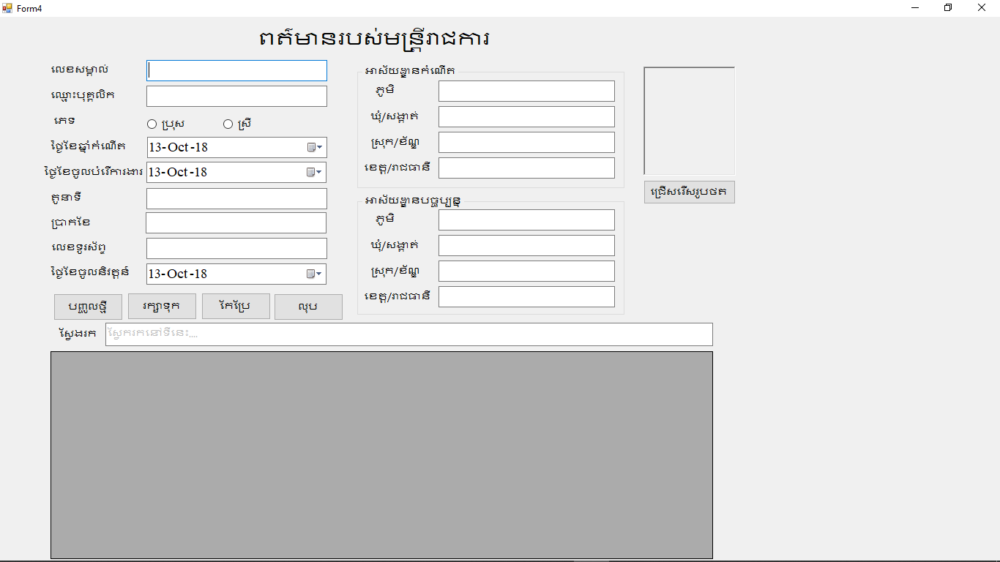 Form4
ពត៌មានរបស់មន្ត្រីរាជការ
លេខសម្គាល់
ឈ្មោះបុគ្គលិក
ភេទ
ប្រុស
ស្រី
ថ្ងៃខែឆ្នាំកំណើត
13-Oct-18
ថ្ងៃខែចូលបំរើការងារ
13-Oct-18
តួនាទី
ប្រាកខែ
លេខទូរស័ព្ទ
ថ្ងៃខែចូលនិវត្តន៍
13-Oct-18
អាស័យដ្ឋានកំណើត
ភូមិ
ឃុំ/សង្កាត់
ស្រុក/ខ័ណ្ឌ
ខេត្ត/រាជធានី
អាស័យដ្ឋានបច្ចុប្បន្ន
ភូមិ
ឃុំ/សង្កាត់
ស្រុក/ខ័ណ្ឌ
ខេត្ត/រាជធានី
ជ្រើសរើសរូបថត
បញ្ចូលថ្មី
រក្សាទុក
កែប្រែ
លុប
ស្វែងរក
ស្វែករកនៅទីនេះ....